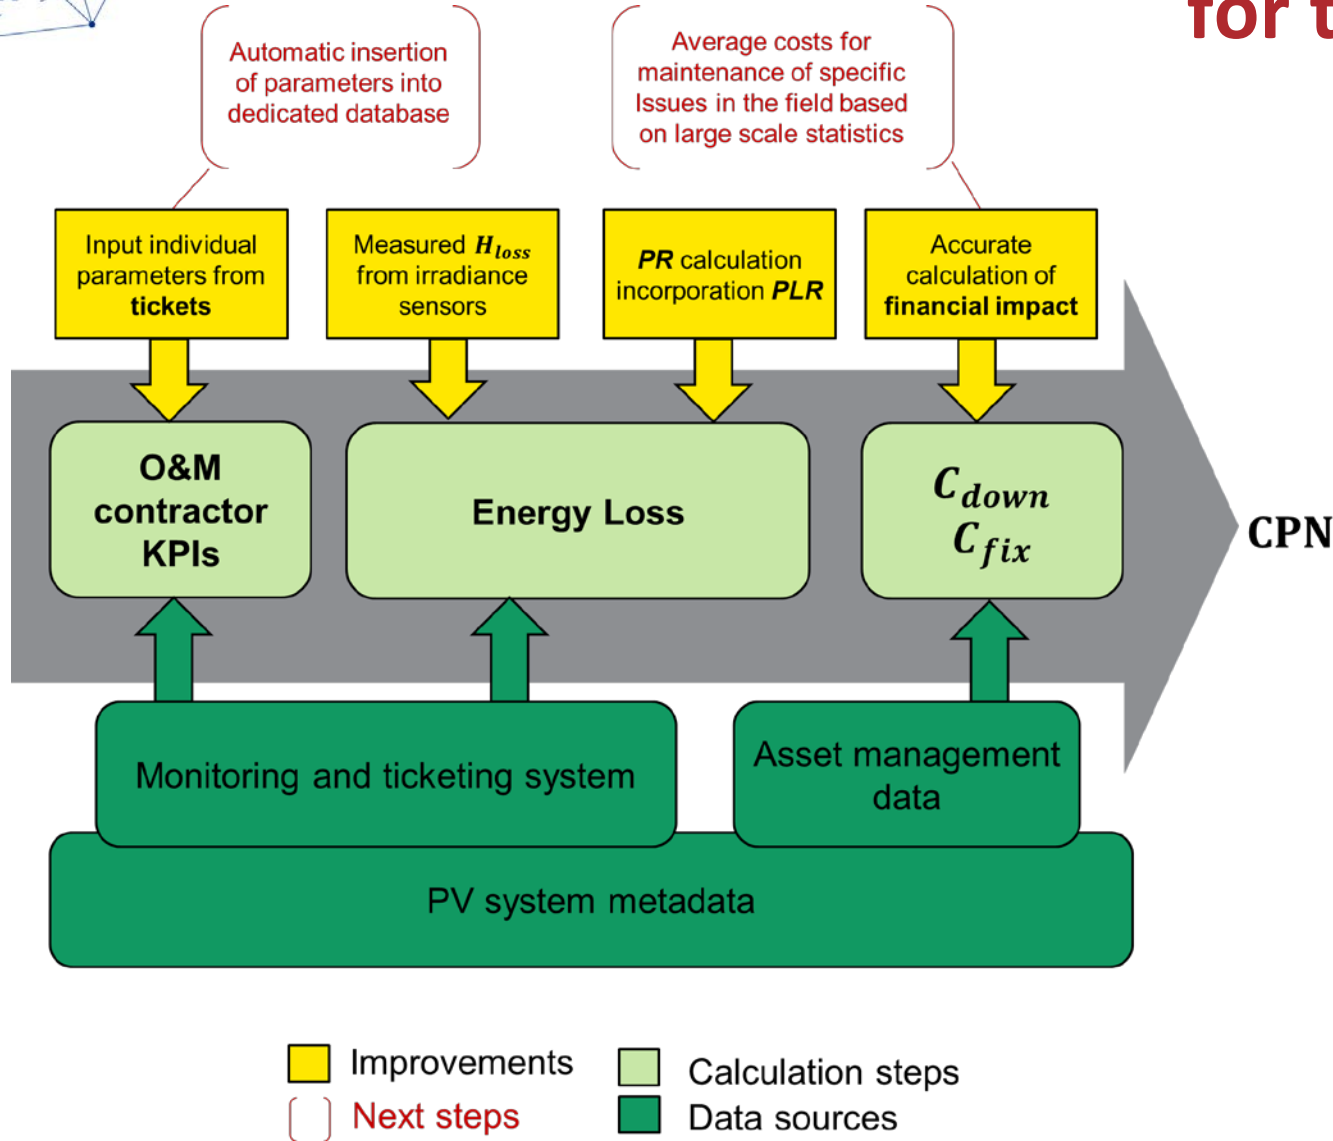 for t
Automatic insertion
of parameters into
dedicated database
Average costs for
maintenance of specific
Issues in the field based
on large scale statistics
Input individual
parameters from
tickets
Measured H_loss
from irradiance
sensors
PR calculation
incorporation PLR
Accurate
calculation of
financial impact
O&M
contractor
KPIs
Energy Loss
C_down
C_fix
CPN
Monitoring and ticketing system
Asset management
data
PV system metadata
Improvements
Next steps
Calculation steps
Data sources